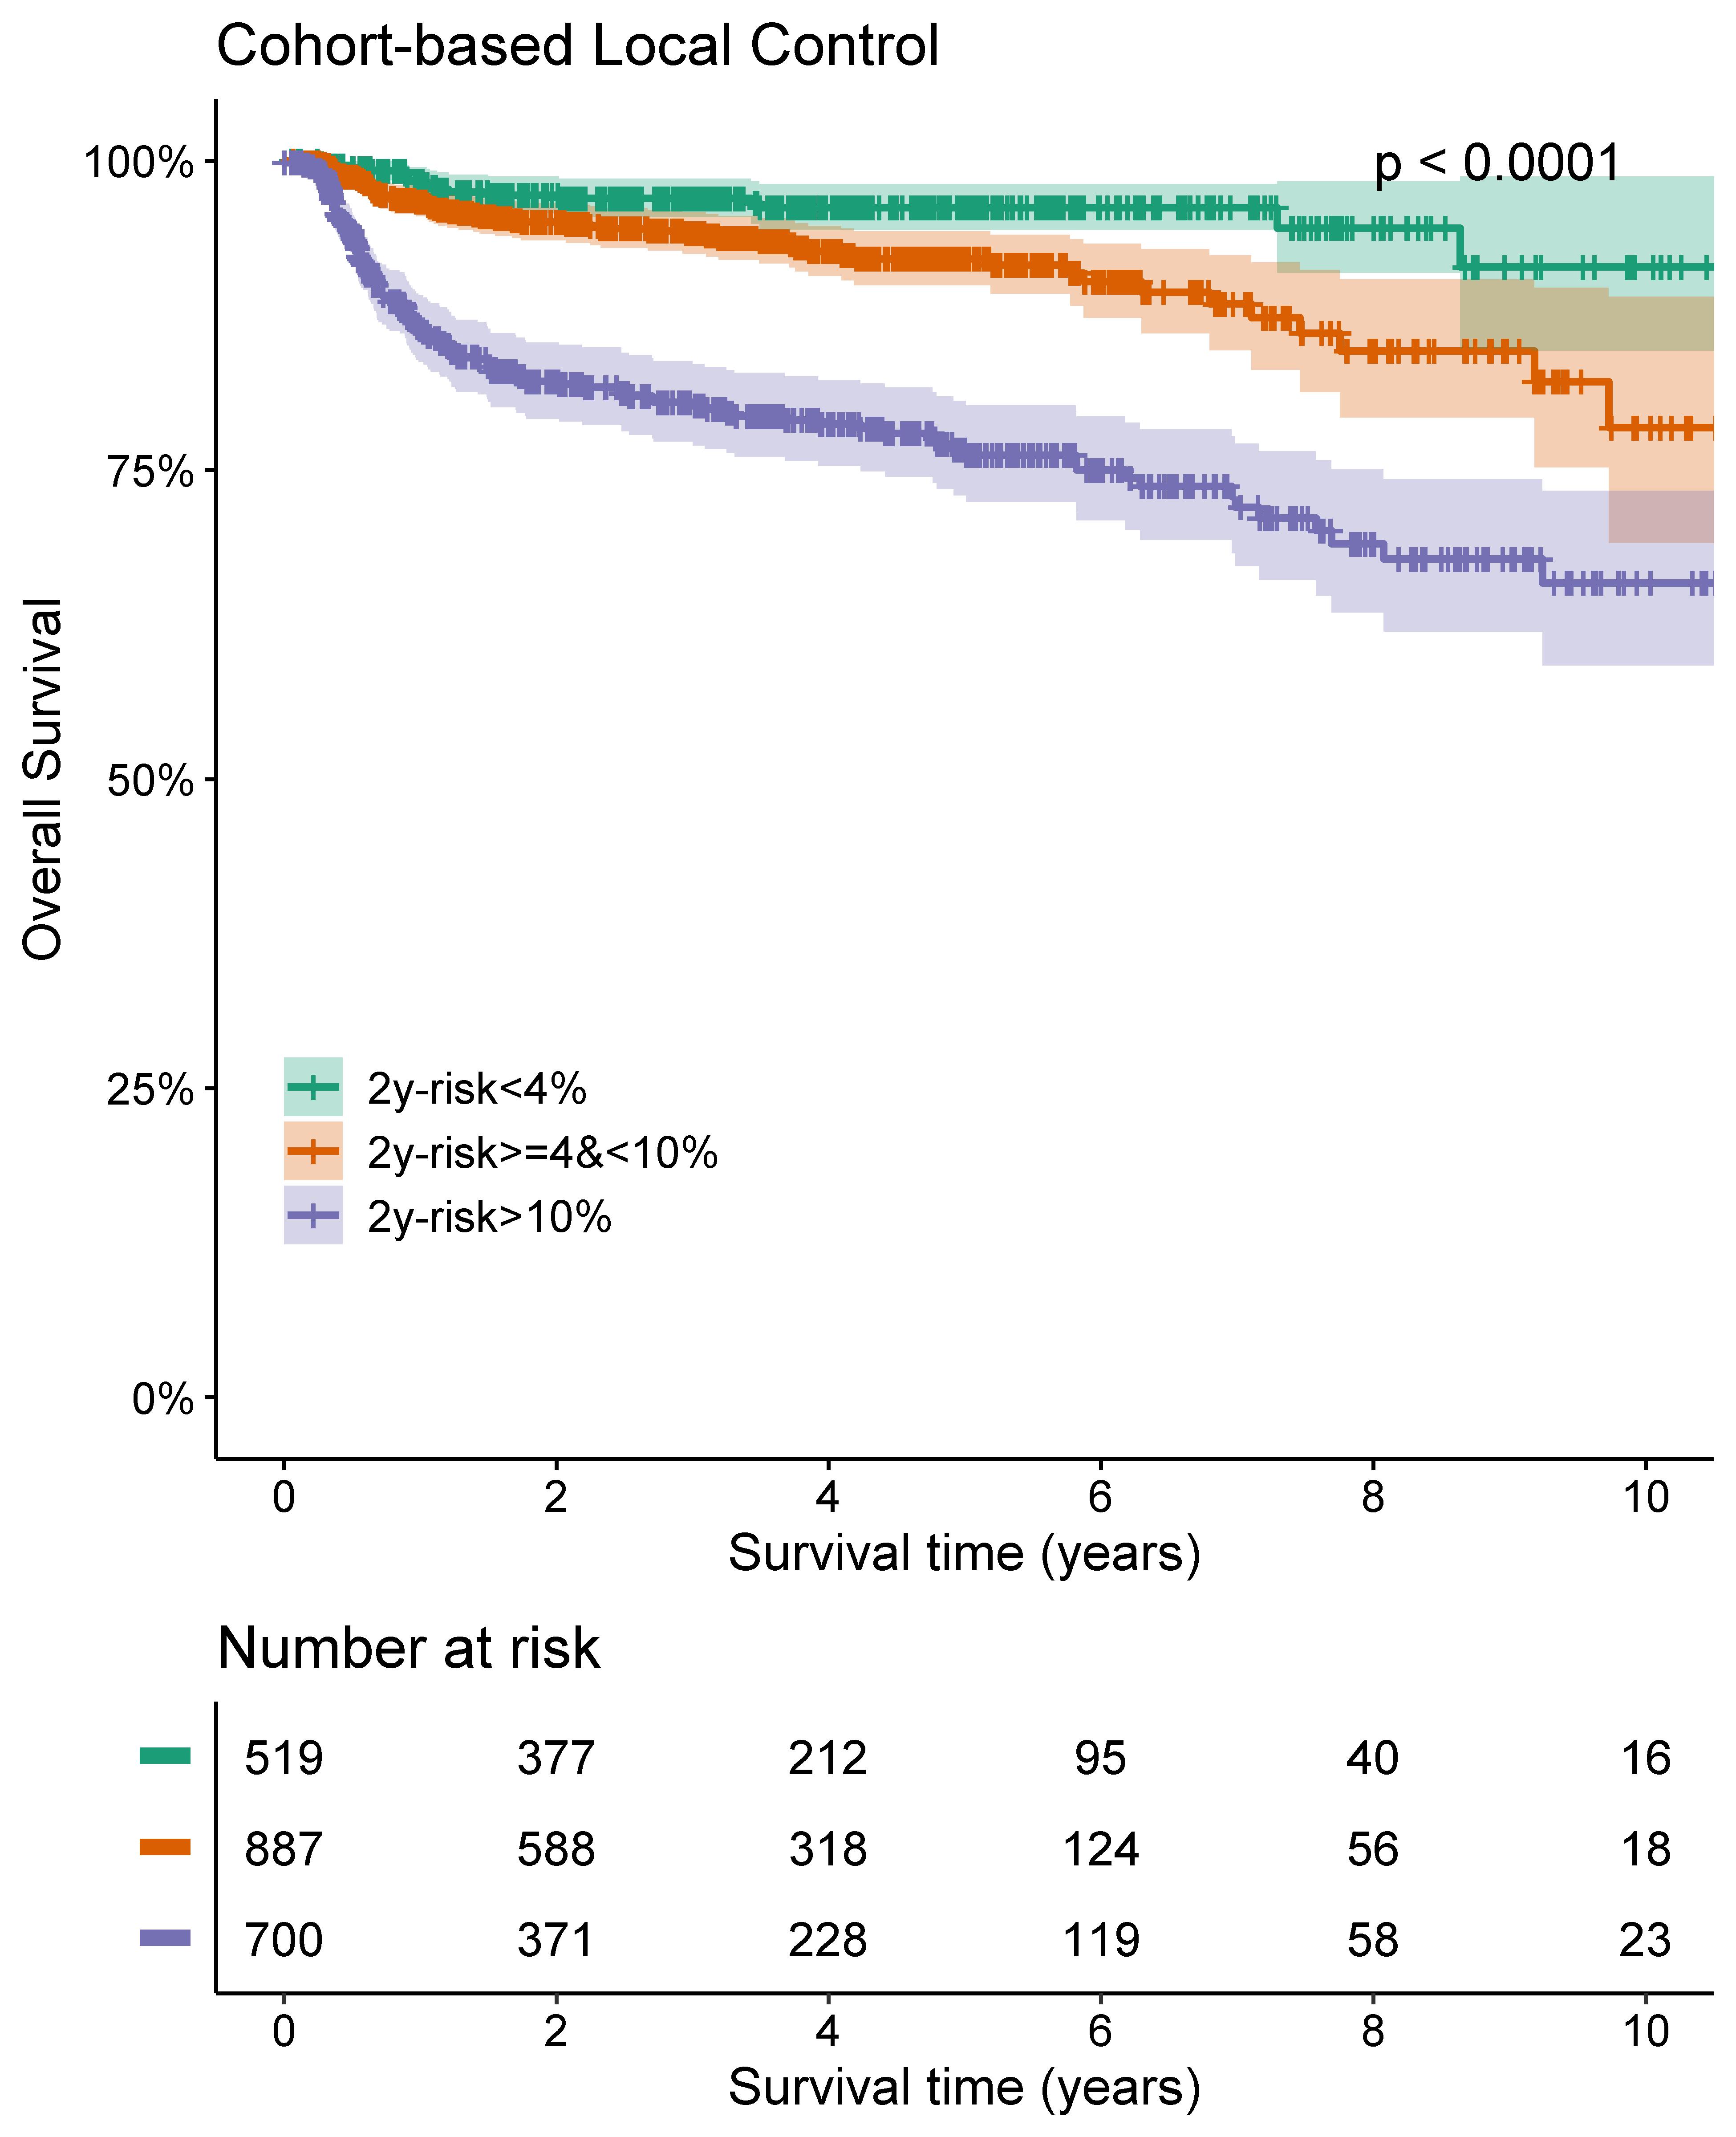 Cohort-based Local Control
p < 0.0001
100%
75%
50%
25%
0%
Overall Survival
2y-risk<4%
2y-risk>=4&<10%
2y-risk>10%
0 2 4 6 8 10
Survival time (years)
Number at risk
519 377 212 95 40 16
887 588 318 124 56 18
700 371 228 119 58 23
0 2 4 6 8 10
Survival time (years)